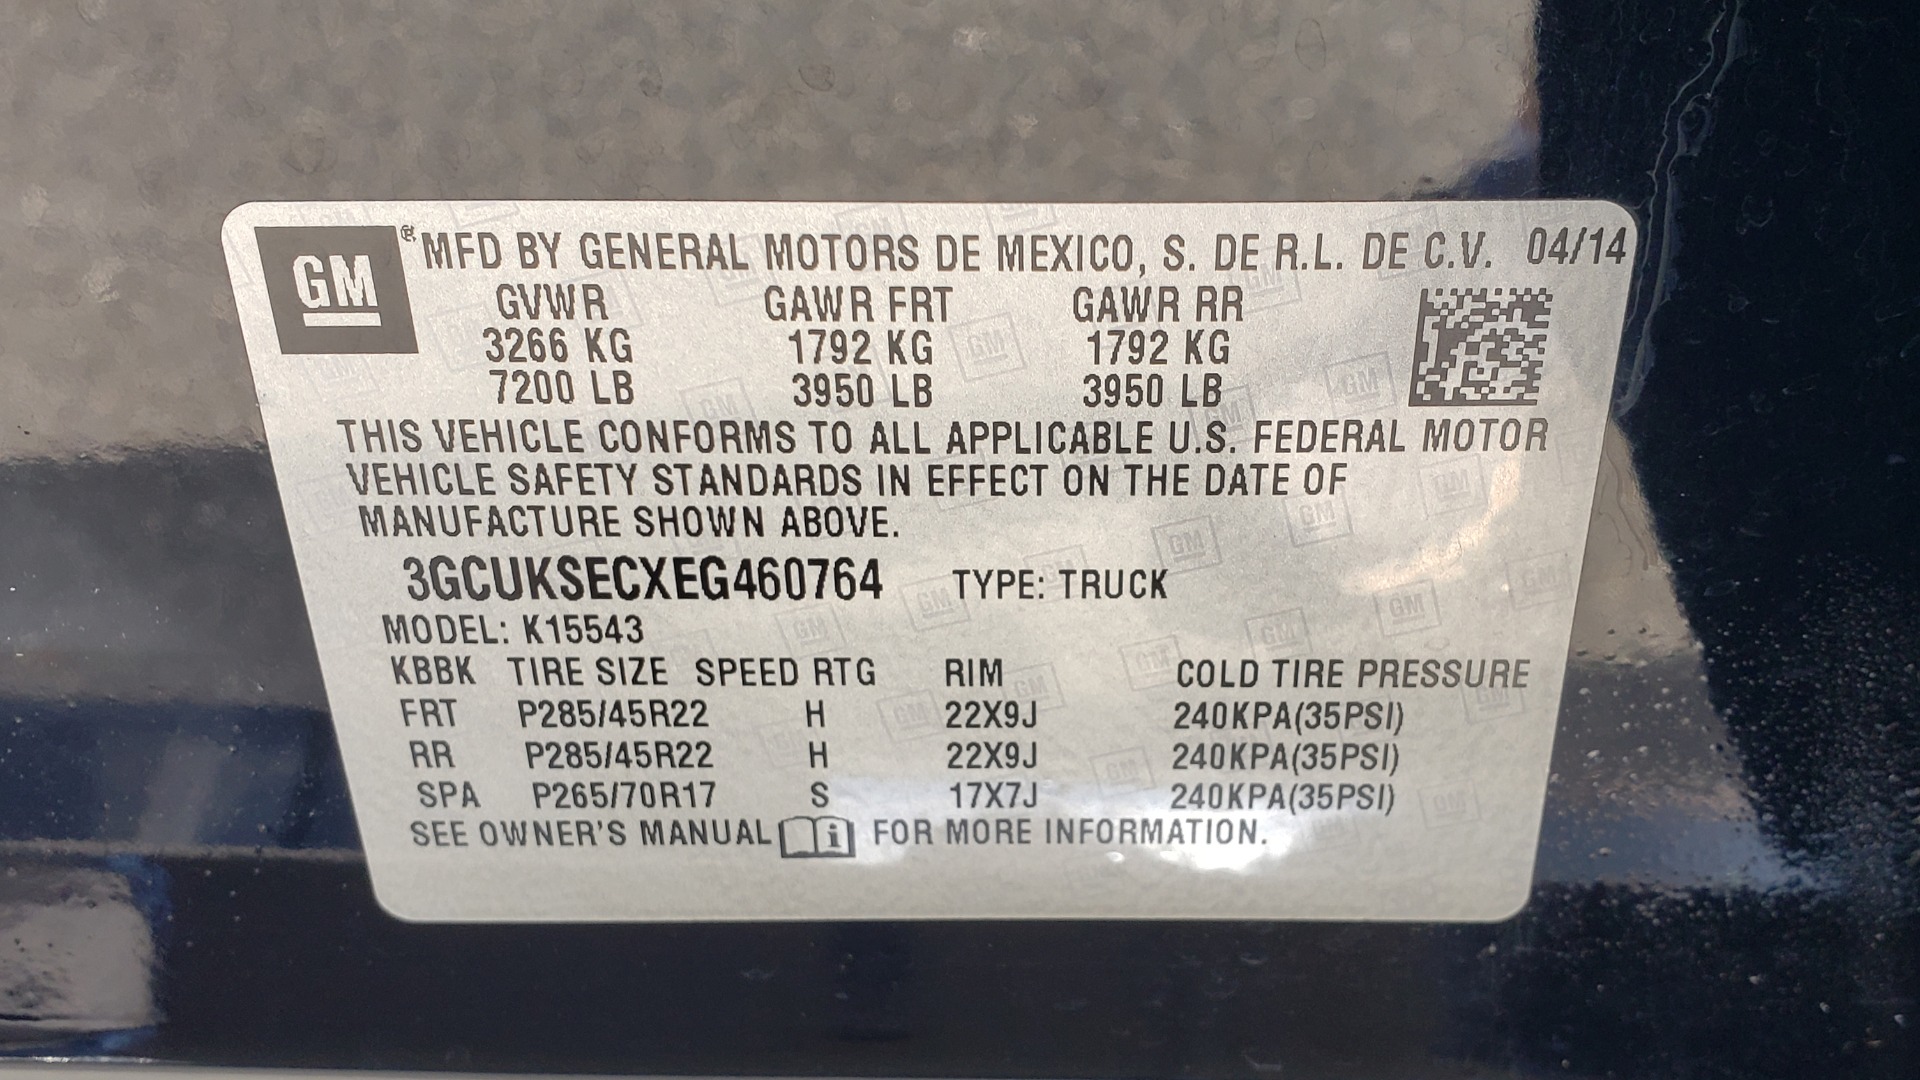 GM ® MFD BY GENERAL MOTORS DE MEXICO, S. DE R.L. DE C.V. 04/14
GVWR GAWR FRT GAWR RR
3266 KG 1792 KG 1792 KG
7200 LB 3950 LB 3950 LB
THIS VEHICLE CONFORMS TO ALL APPLICABLE U.S. FEDERAL MOTOR
VEHICLE SAFETY STANDARDS IN EFFECT ON THE DATE OF
MANUFACTURE SHOWN ABOVE.
3GCUKSECXEG460764 TYPE: TRUCK
MODEL: K15543
KBBK TIRE SIZE SPEED RTG RIM COLD TIRE PRESSURE
FRT P285/45R22 H 22X9J 240KPA(35PSI)
RR P285/45R22 H 22X9J 240KPA(35PSI)
SPA P265/70R17 S 17X7J 240KPA(35PSI)
SEE OWNER'S MANUAL i FOR MORE INFORMATION.